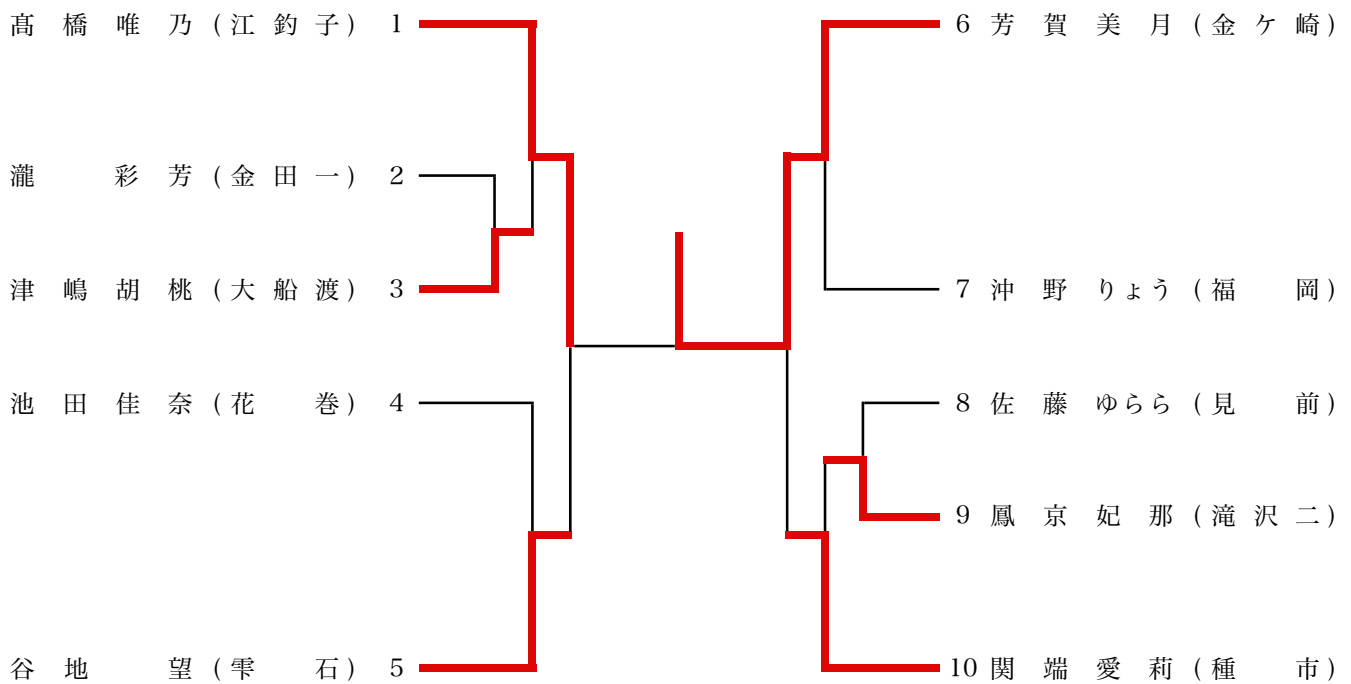 髙橋唯乃(江釣子) 1
瀧 彩芳(金田一) 2
津嶋胡桃(大船渡) 3
池田佳奈(花 巻) 4
谷地 望(雫 石) 5
6 芳賀美月(金ケ崎)
7 沖野りょう(福 岡)
8 佐藤ゆらら(見 前)
9 鳳京妃那(滝沢二)
10 関端愛莉(種 市)